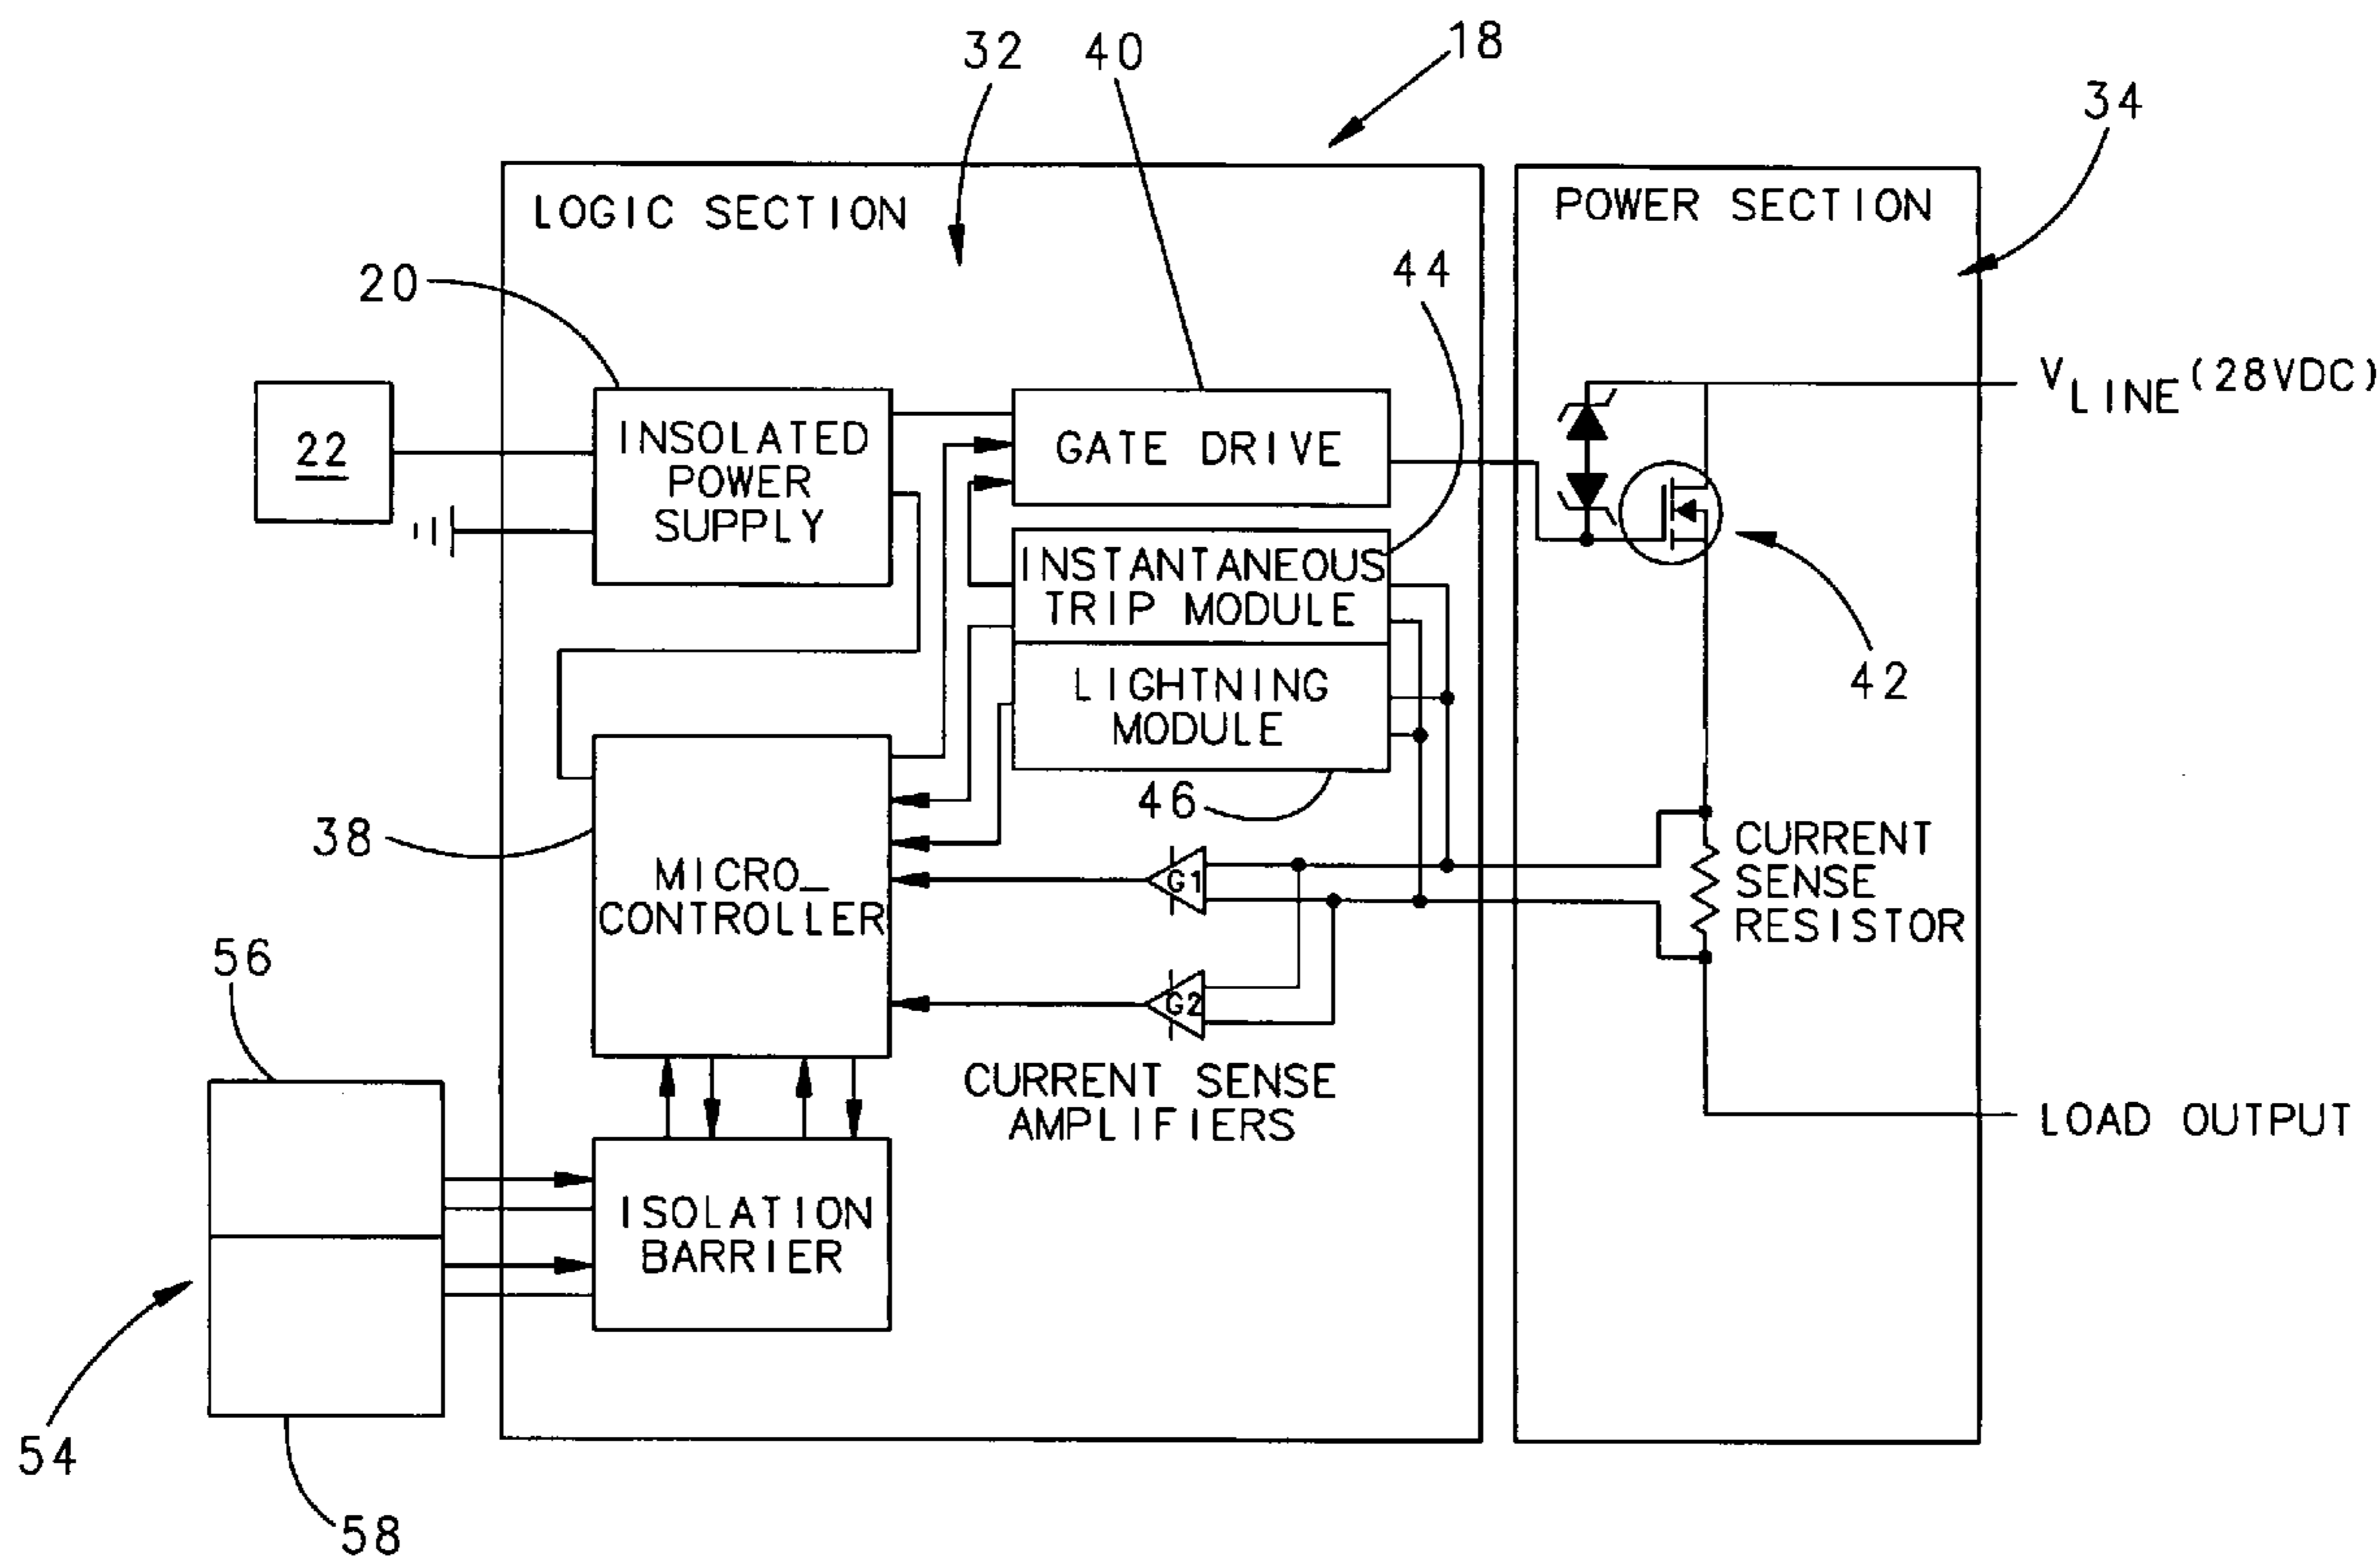 18
32
40
34
LOGIC SECTION
POWER SECTION
20
44
22
INSOLATED
POWER
SUPPLY
GATE DRIVE
VLINE (28VDC)
INSTANTANEOUS
TRIP MODULE
42
LIGHTNING
MODULE
46
38
MICRO_
CONTROLLER
G1
G2
CURRENT
SENSE
RESISTOR
CURRENT SENSE
AMPLIFIERS
LOAD OUTPUT
56
ISOLATION
BARRIER
54
58